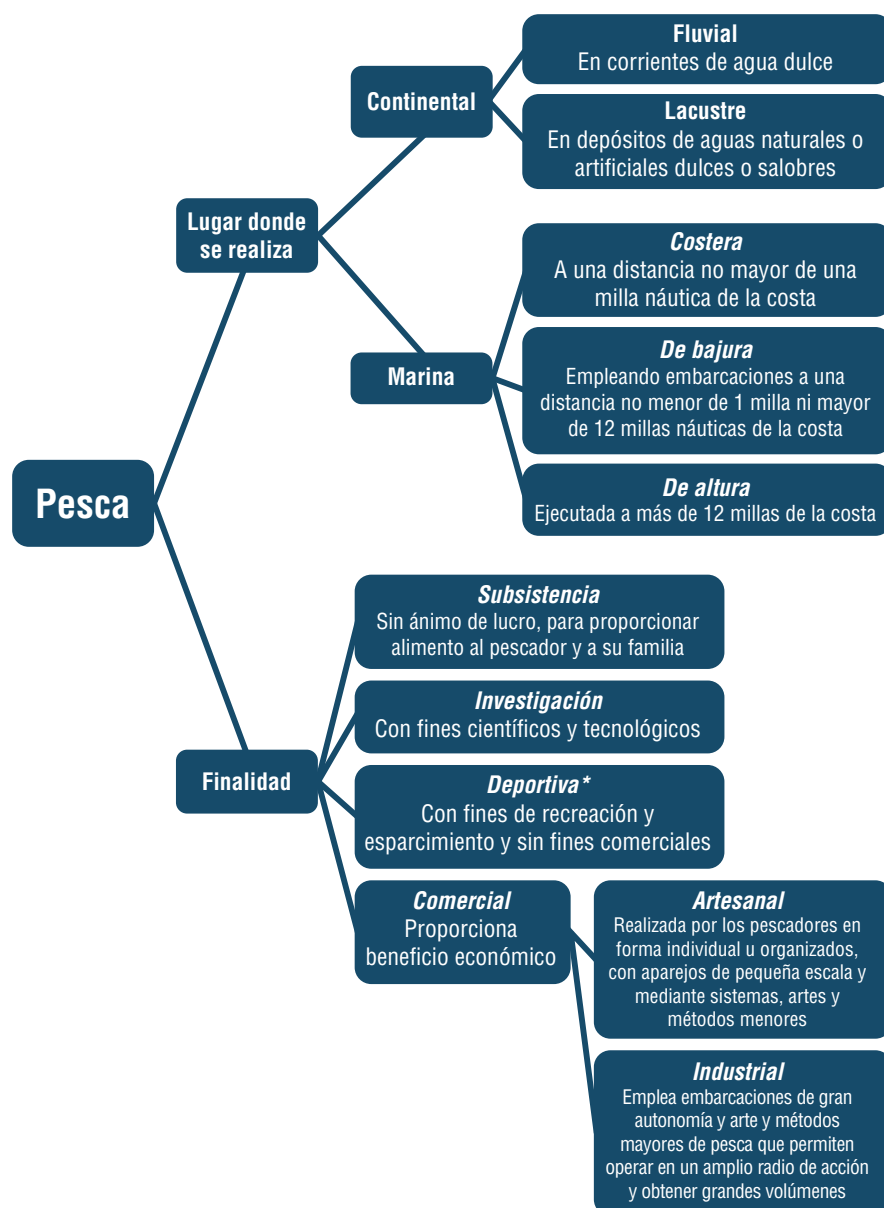 Pesca
Lugar donde
se realiza
Continental
Fluvial
En corrientes de agua dulce
Lacustre
En depósitos de aguas naturales o
artificiales dulces o salobres
Marina
Costera
A una distancia no mayor de una
milla náutica de la costa
De bajura
Empleando embarcaciones a una
distancia no menor de 1 milla ni mayor
de 12 millas náuticas de la costa
De altura
Ejecutada a más de 12 millas de la costa
Finalidad
Subsistencia
Sin ánimo de lucro, para proporcionar
alimento al pescador y a su familia
Investigación
Con fines científicos y tecnológicos
Deportiva*
Con fines de recreación y
esparcimiento y sin fines comerciales
Comercial
Proporciona
beneficio económico
Artesanal
Realizada por los pescadores en
forma individual u organizados,
con aparejos de pequeña escala y
mediante sistemas, artes y
métodos menores
Industrial
Emplea embarcaciones de gran
autonomía y arte y métodos
mayores de pesca que permiten
operar en un amplio radio de acción
y obtener grandes volúmenes